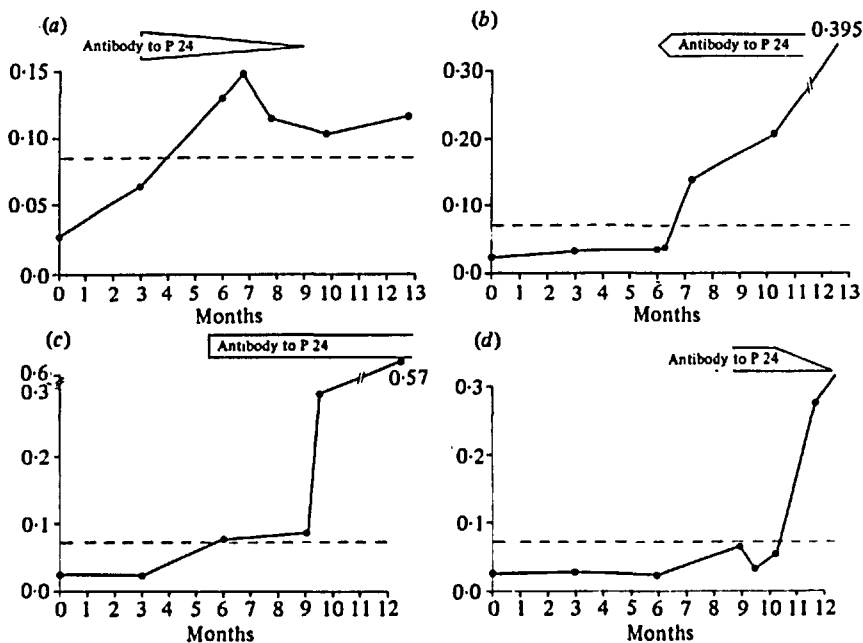 (a)
Antibody to P 24
0·15
0·10
0·05
0·0
0 1 2 3 4 5 6 7 8 9 10 11 12 13
Months
(b)
Antibody to P 24
0·395
0·30
0·20
0·10
0·0
0 1 2 3 4 5 6 7 8 9 10 11 12 13
Months
(c)
Antibody to P 24
0·6
0·3
0·57
0·2
0·1
0·0
0 1 2 3 4 5 6 7 8 9 10 11 12 13
Months
(d)
Antibody to P 24
0·3
0·2
0·1
0·0
0 1 2 3 4 5 6 7 8 9 10 11 12
Months